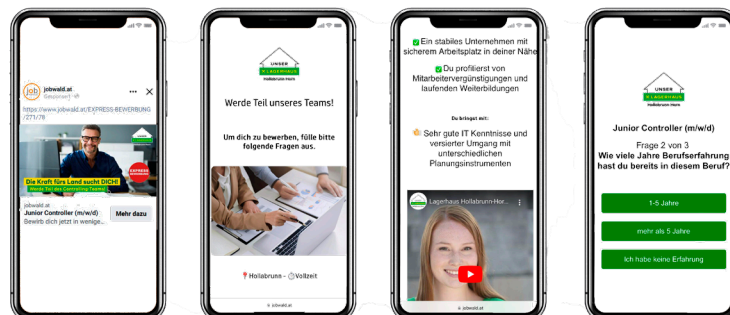 job
jobwald.at
Gesponsert
https://www.jobwald.at/EXPRESS-BEWERBUNG
/271/78
UNSER
LAGERHAUS
EXPRESS
BEWERBUNG
Die Kraft fürs Land sucht DICH!
Werde Teil des Controlling-Teams!
jobwald.at
Junior Controller (m/w/d)
Bewirb dich jetzt in wenige...
Mehr dazu
UNSER
LAGERHAUS
Hollabrunn-Horn
Werde Teil unseres Teams!
Um dich zu bewerben, fülle bitte
folgende Fragen aus.
Hollabrunn - Vollzeit
jobwald.at
Ein stabiles Unternehmen mit
sicherem Arbeitsplatz in deiner Nähe
Du profitierst von
Mitarbeitervergünstigungen und
laufenden Weiterbildungen
Du bringst mit:
Sehr gute IT Kenntnisse und
versierter Umgang mit
unterschiedlichen
Planungsinstrumenten
Lagerhaus Hollabrunn-Hor...
jobwald.at
UNSER
LAGERHAUS
Hollabrunn-Horn
Junior Controller (m/w/d)
Frage 2 von 3
Wie viele Jahre Berufserfahrung
hast du bereits in diesem Beruf?
1-5 Jahre
mehr als 5 Jahre
Ich habe keine Erfahrung